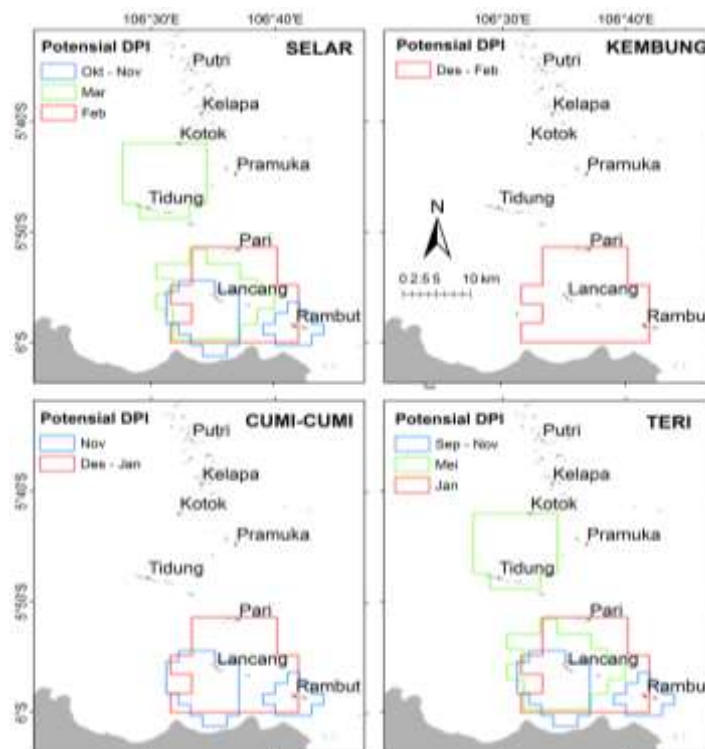 106°30'E 106°40'E
Potensial DPI SELAR
Okt - Nov
Mar
Feb
Putri
Kelapa
Kotok
Pramuka
Tidung
Pari
Lancang
Rambut
5°40'S
5°50'S
6°S
106°30'E 106°40'E
Potensial DPI KEMBUNG
Des - Feb
Putri
Kelapa
Kotok
Pramuka
Tidung
N
0 2.5 5 10 km
Pari
Lancang
Rambut
Potensial DPI CUMI-CUMI
Nov
Des - Jan
Putri
Kelapa
Kotok
Pramuka
Tidung
Pari
Lancang
Rambut
5°40'S
5°50'S
6°S
Potensial DPI TERI
Sep - Nov
Mei
Jan
Putri
Kelapa
Kotok
Pramuka
Tidung
Pari
Lancang
Rambut